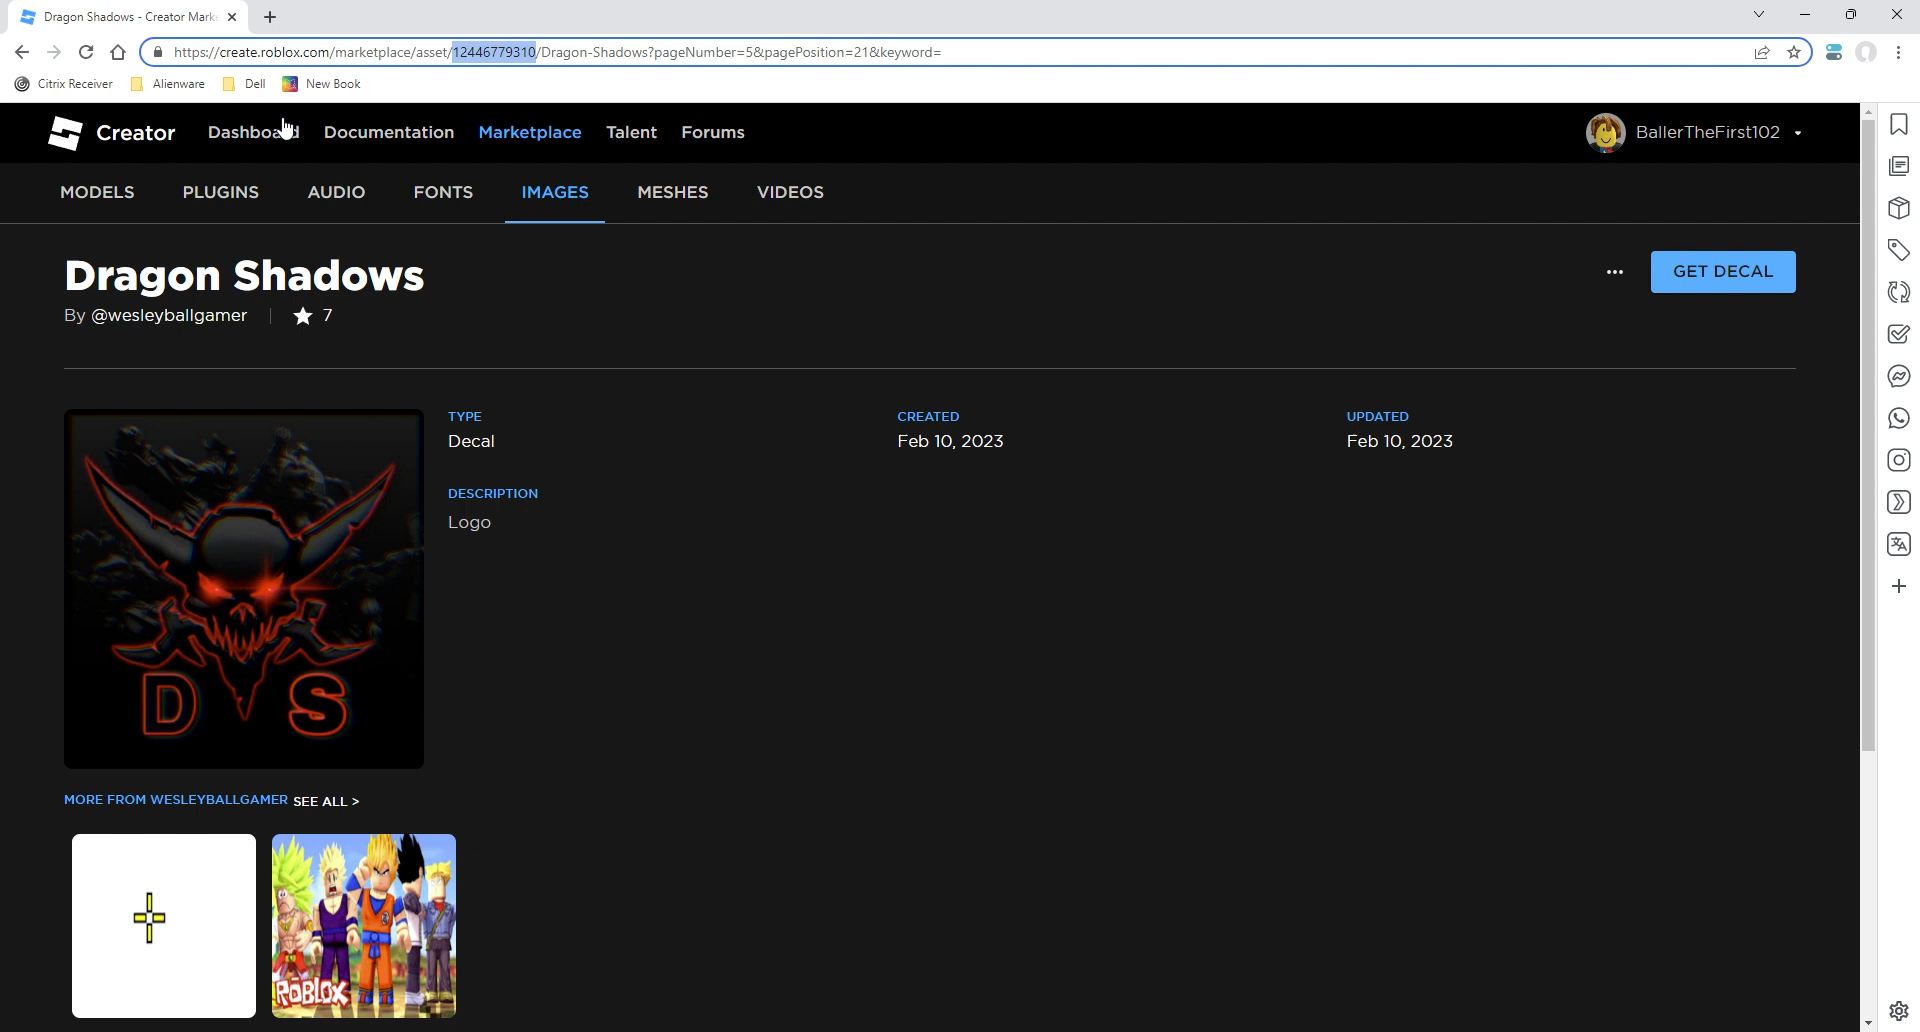 Dragon Shadows - Creator Mark
https://create.roblox.com/marketplace/asset/12446779310/Dragon-Shadows?pageNumber=5&pagePosition=21&keyword=
Citrix Receiver Alienware Dell New Book
Creator Dashboard Documentation Marketplace Talent Forums BallerTheFirst102
MODELS PLUGINS AUDIO FONTS IMAGES MESHES VIDEOS
Dragon Shadows
GET DECAL
By @wesleyballgamer | 7
TYPE CREATED UPDATED
Decal Feb 10, 2023 Feb 10, 2023
DESCRIPTION
Logo
D S
MORE FROM WESLEYBALLGAMER SEE ALL >
ROBLOX